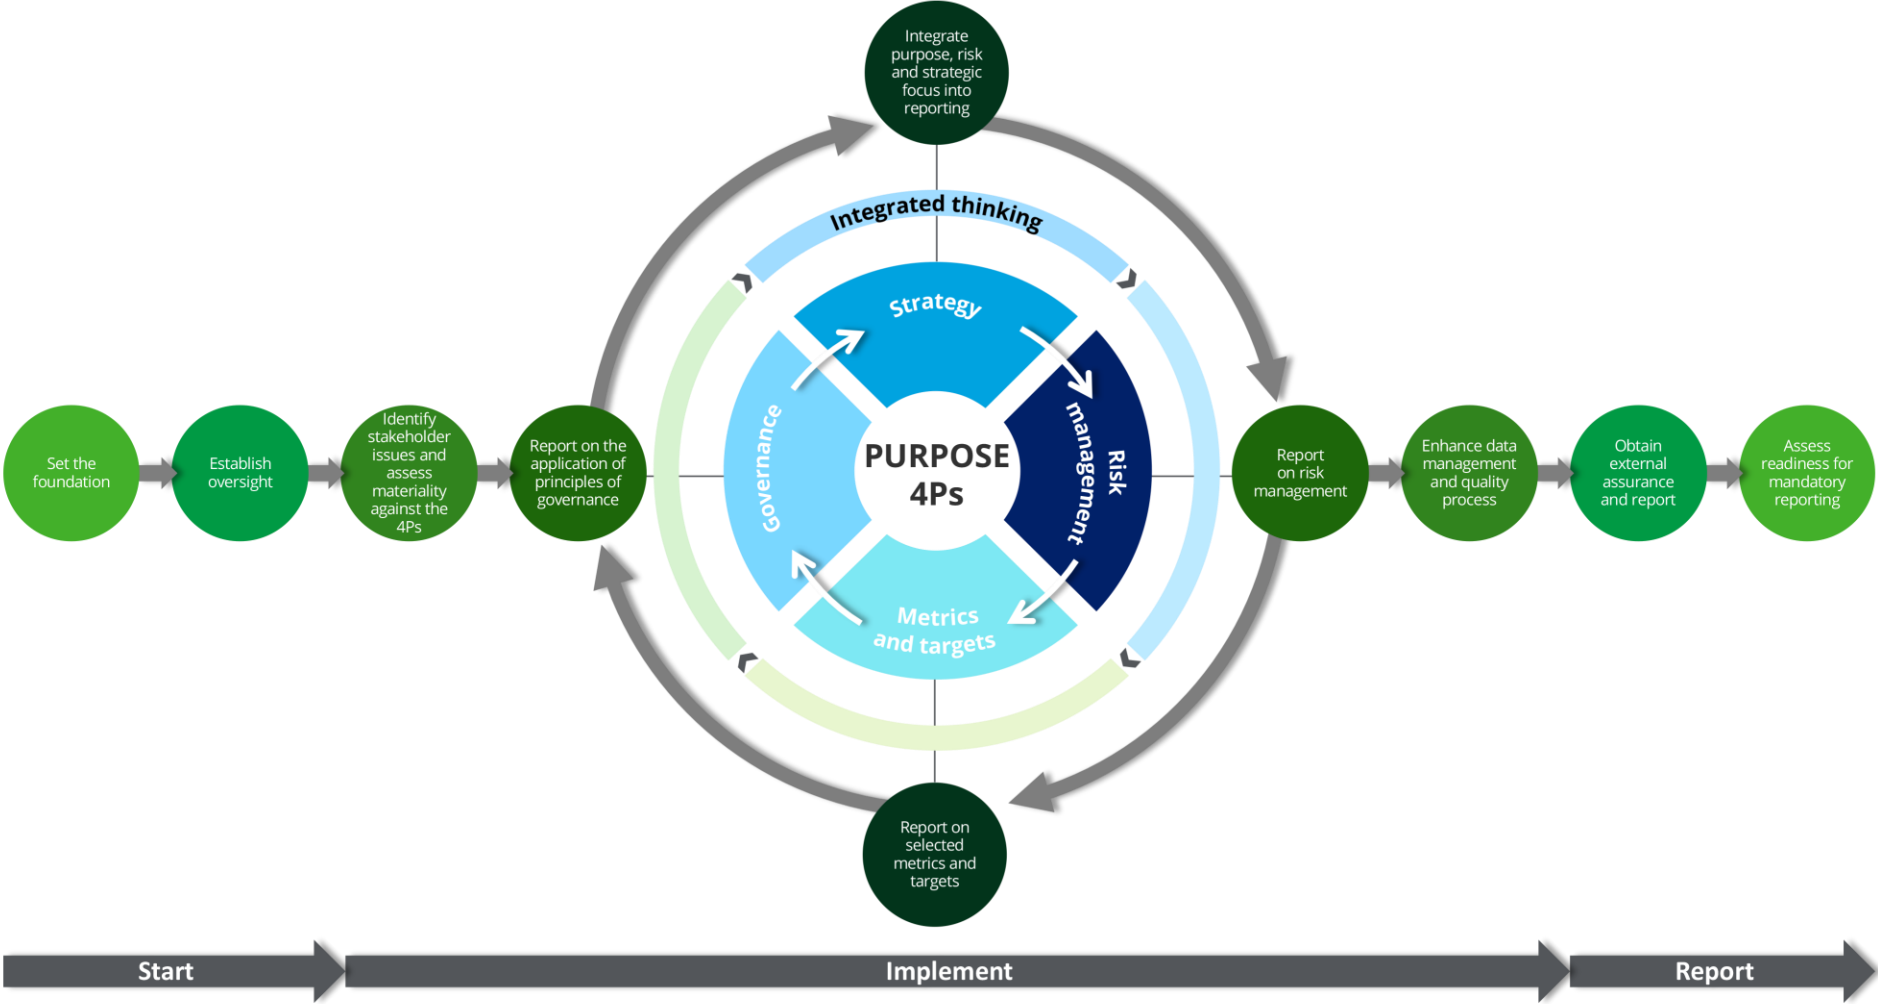 Integrate
purpose, risk
and strategic
focus into
reporting
Integrated thinking
Strategy
Governance
PURPOSE
4Ps
Risk
management
Metrics
and targets
Set the
foundation
Establish
oversight
Identify
stakeholder
issues and
assess
materiality
against the
4Ps
Report on the
application of
principles of
governance
Report
on risk
management
Enhance data
management
and quality
process
Obtain
external
assurance
and report
Assess
readiness for
mandatory
reporting
Report on
selected
metrics and
targets
Start
Implement
Report